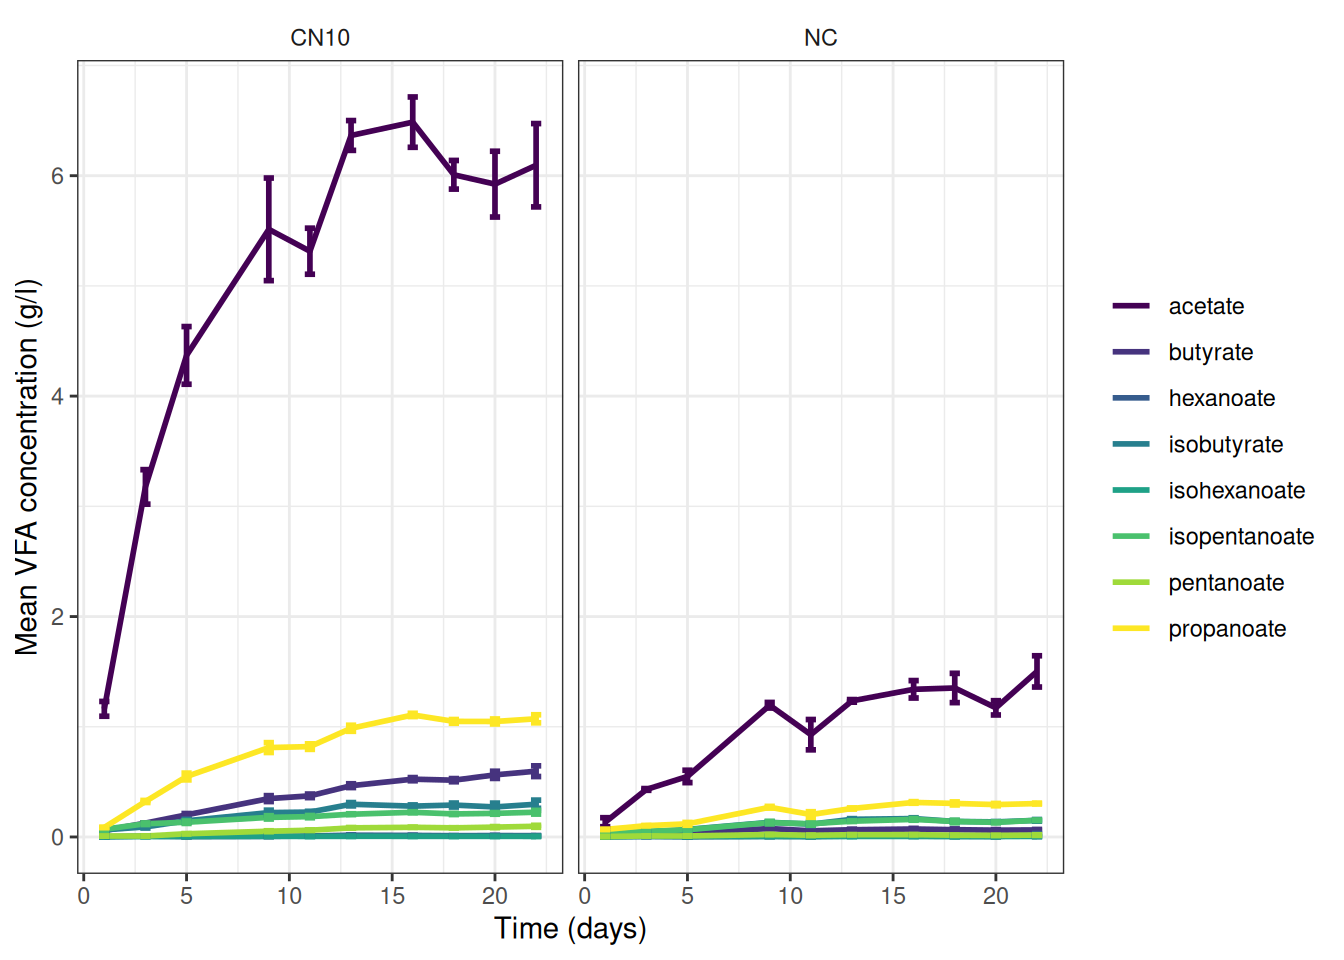 CN10
NC
Mean VFA concentration (g/l)
6
4
2
0
0
5
10
15
20
0
5
10
15
20
Time (days)
acetate
butyrate
hexanoate
isobutyrate
isohexanoate
isopentanoate
pentanoate
propanoate